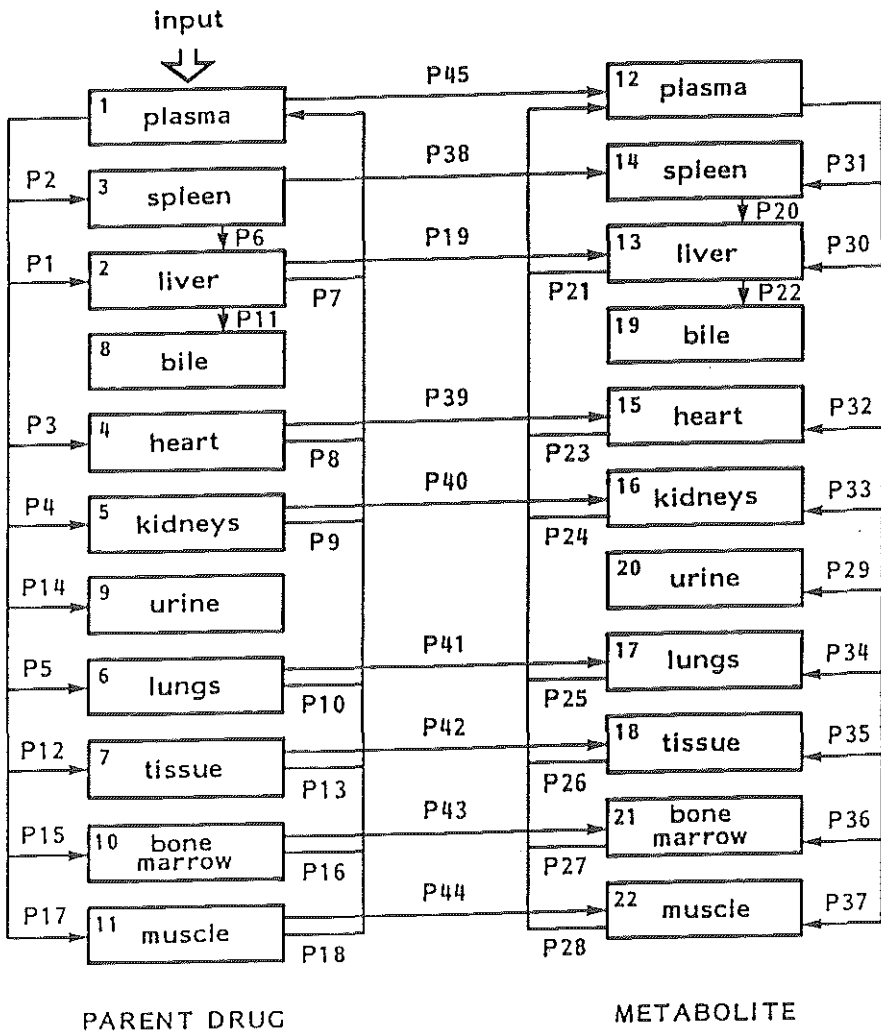 input
P45
1 plasma
12 plasma
P2
3 spleen
P38
14 spleen
P31
P6
P20
P1
2 liver
P19
13 liver
P30
P7
P21
P11
P22
8 bile
19 bile
P3
4 heart
P39
15 heart
P32
P8
P23
P4
5 kidneys
P40
16 kidneys
P33
P9
P24
P14
9 urine
20 urine
P29
P5
6 lungs
P41
17 lungs
P34
P10
P25
P12
7 tissue
P42
18 tissue
P35
P13
P26
P15
10 bone
marrow
P43
21 bone
marrow
P36
P16
P27
P17
11 muscle
P44
22 muscle
P37
P18
P28
PARENT DRUG
METABOLITE